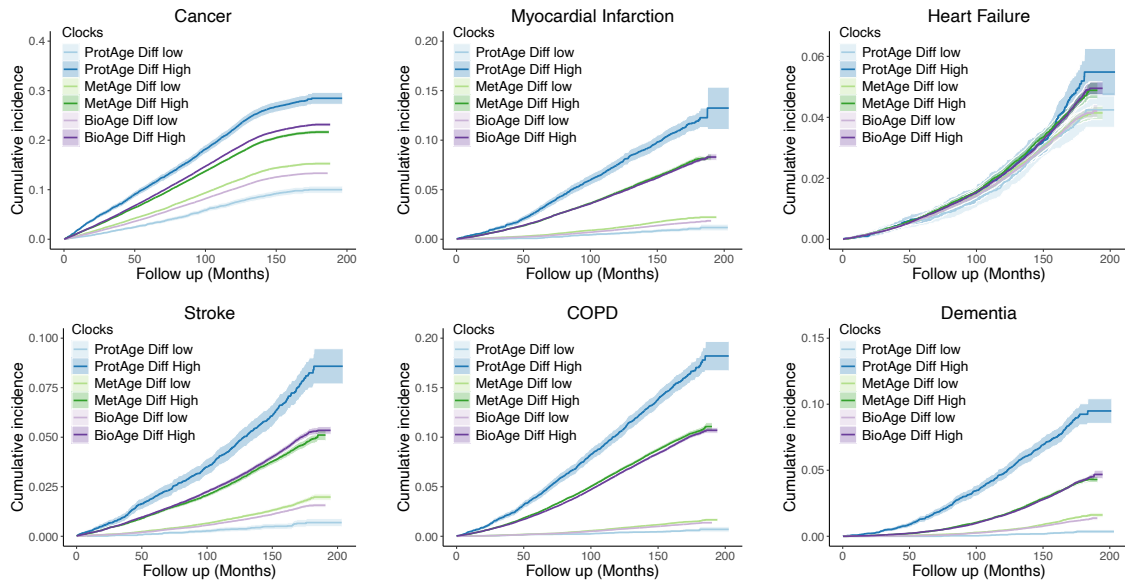 Cancer
Cumulative incidence
0.4
0.3
0.2
0.1
0.0
Clocks
ProtAge Diff low
ProtAge Diff High
MetAge Diff low
MetAge Diff High
BioAge Diff low
BioAge Diff High
0 50 100 150 200
Follow up (Months)
Myocardial Infarction
Cumulative incidence
0.20
0.15
0.10
0.05
0.00
Clocks
ProtAge Diff low
ProtAge Diff High
MetAge Diff low
MetAge Diff High
BioAge Diff low
BioAge Diff High
0 50 100 150 200
Follow up (Months)
Heart Failure
Cumulative incidence
0.06
0.04
0.02
0.00
Clocks
ProtAge Diff low
ProtAge Diff High
MetAge Diff low
MetAge Diff High
BioAge Diff low
BioAge Diff High
0 50 100 150 200
Follow up (Months)
Stroke
Cumulative incidence
0.100
0.075
0.050
0.025
0.000
Clocks
ProtAge Diff low
ProtAge Diff High
MetAge Diff low
MetAge Diff High
BioAge Diff low
BioAge Diff High
0 50 100 150 200
Follow up (Months)
COPD
Cumulative incidence
0.20
0.15
0.10
0.05
0.00
Clocks
ProtAge Diff low
ProtAge Diff High
MetAge Diff low
MetAge Diff High
BioAge Diff low
BioAge Diff High
0 50 100 150 200
Follow up (Months)
Dementia
Cumulative incidence
0.15
0.10
0.05
0.00
Clocks
ProtAge Diff low
ProtAge Diff High
MetAge Diff low
MetAge Diff High
BioAge Diff low
BioAge Diff High
0 50 100 150 200
Follow up (Months)